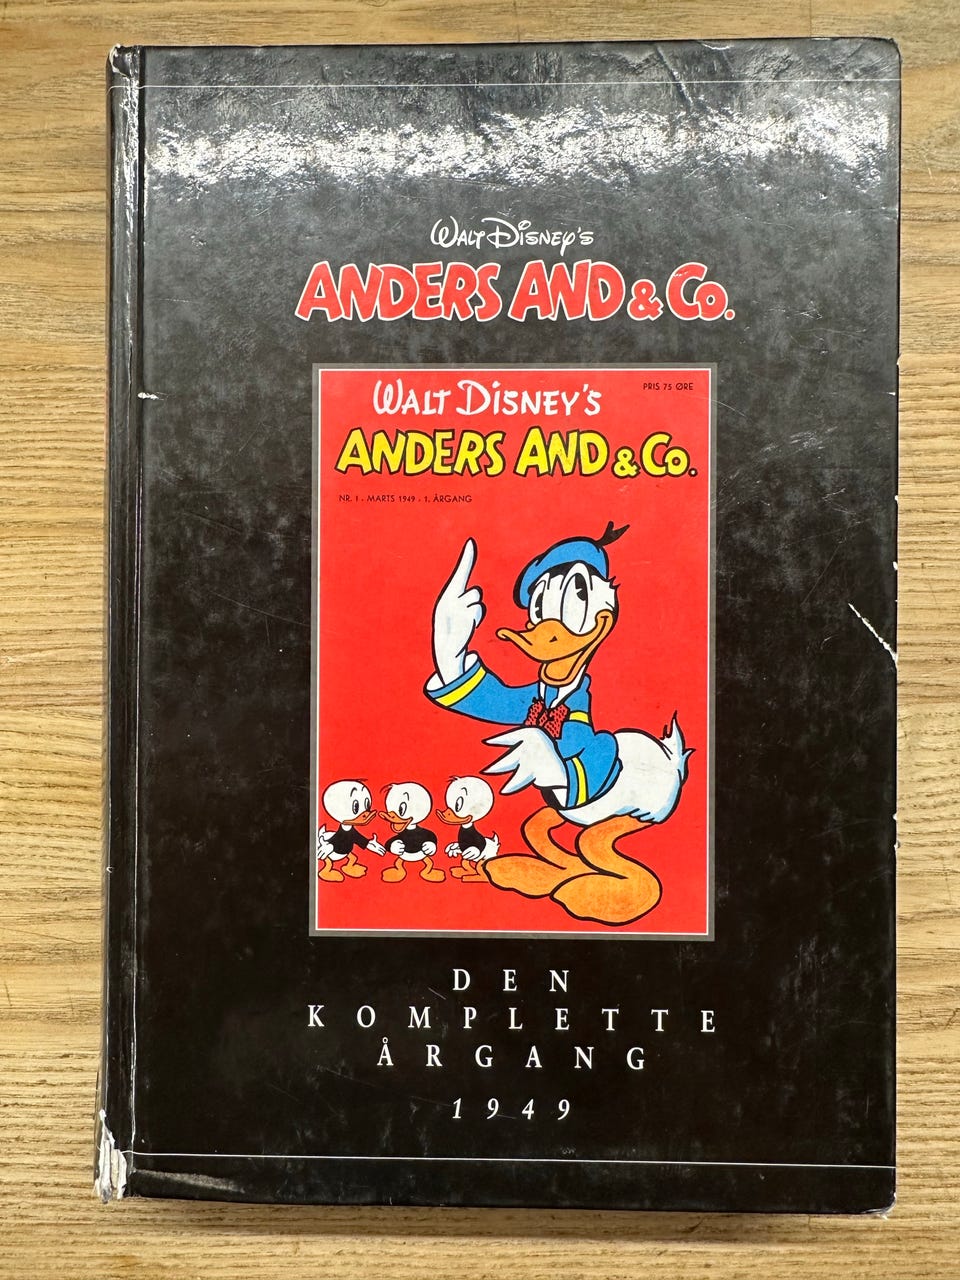 WALT DISNEY'S
ANDERS AND & Co.
WALT DISNEY'S
PRIS 75 ØRE
ANDERS AND & Co.
NR. 1 . MARTS 1949 . 1. ÅRGANG
DEN
KOMPLETTE
ÅRGANG
1949